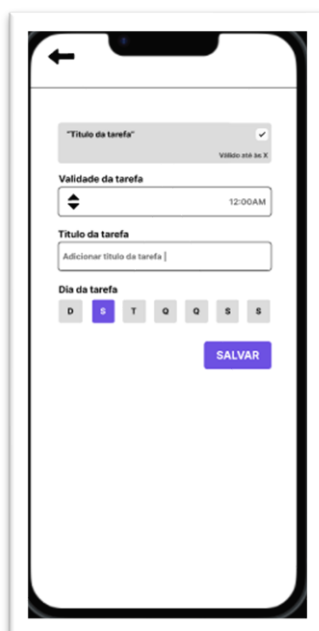 "Título da tarefa"
Válido até às X
Validade da tarefa
12:00AM
Título da tarefa
Adicionar título da tarefa |
Dia da tarefa
D S T Q Q S S
SALVAR